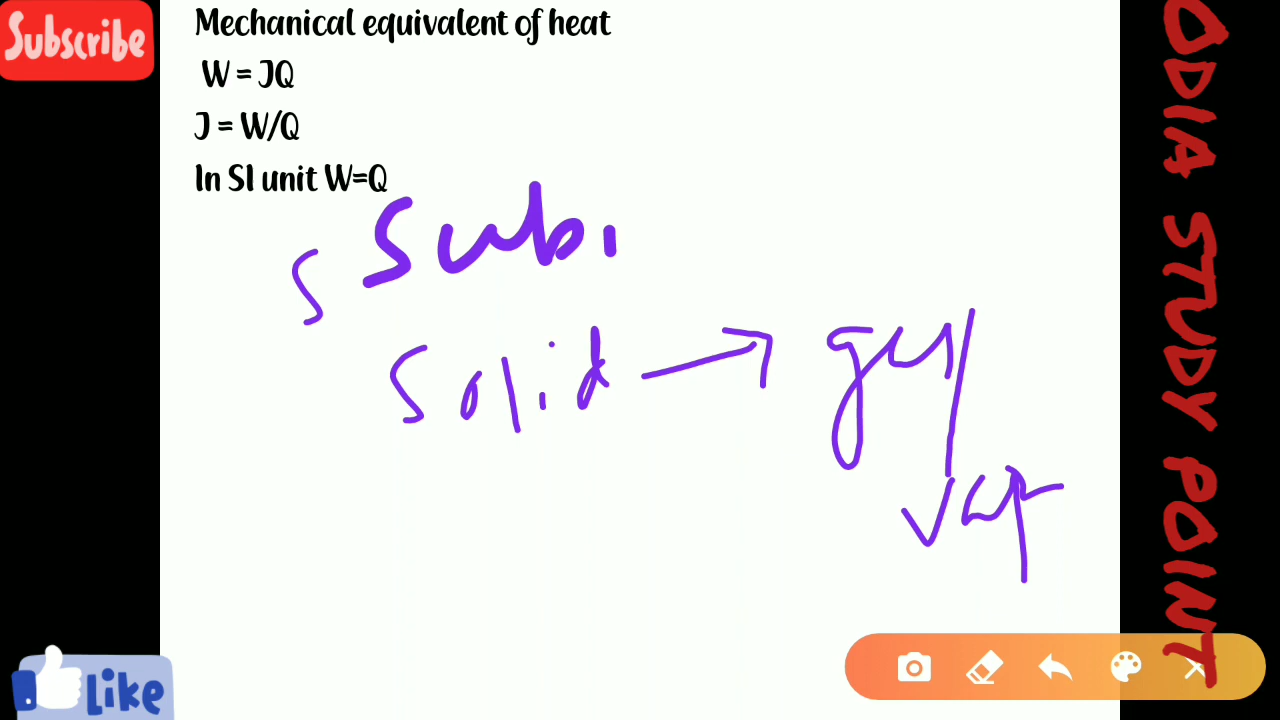 Subscribe
Mechanical equivalent of heat
W = JQ
J = W/Q
In SI unit W=Q
S Sub
Solid → gas
vap
Like
ODIA STUDY POINT